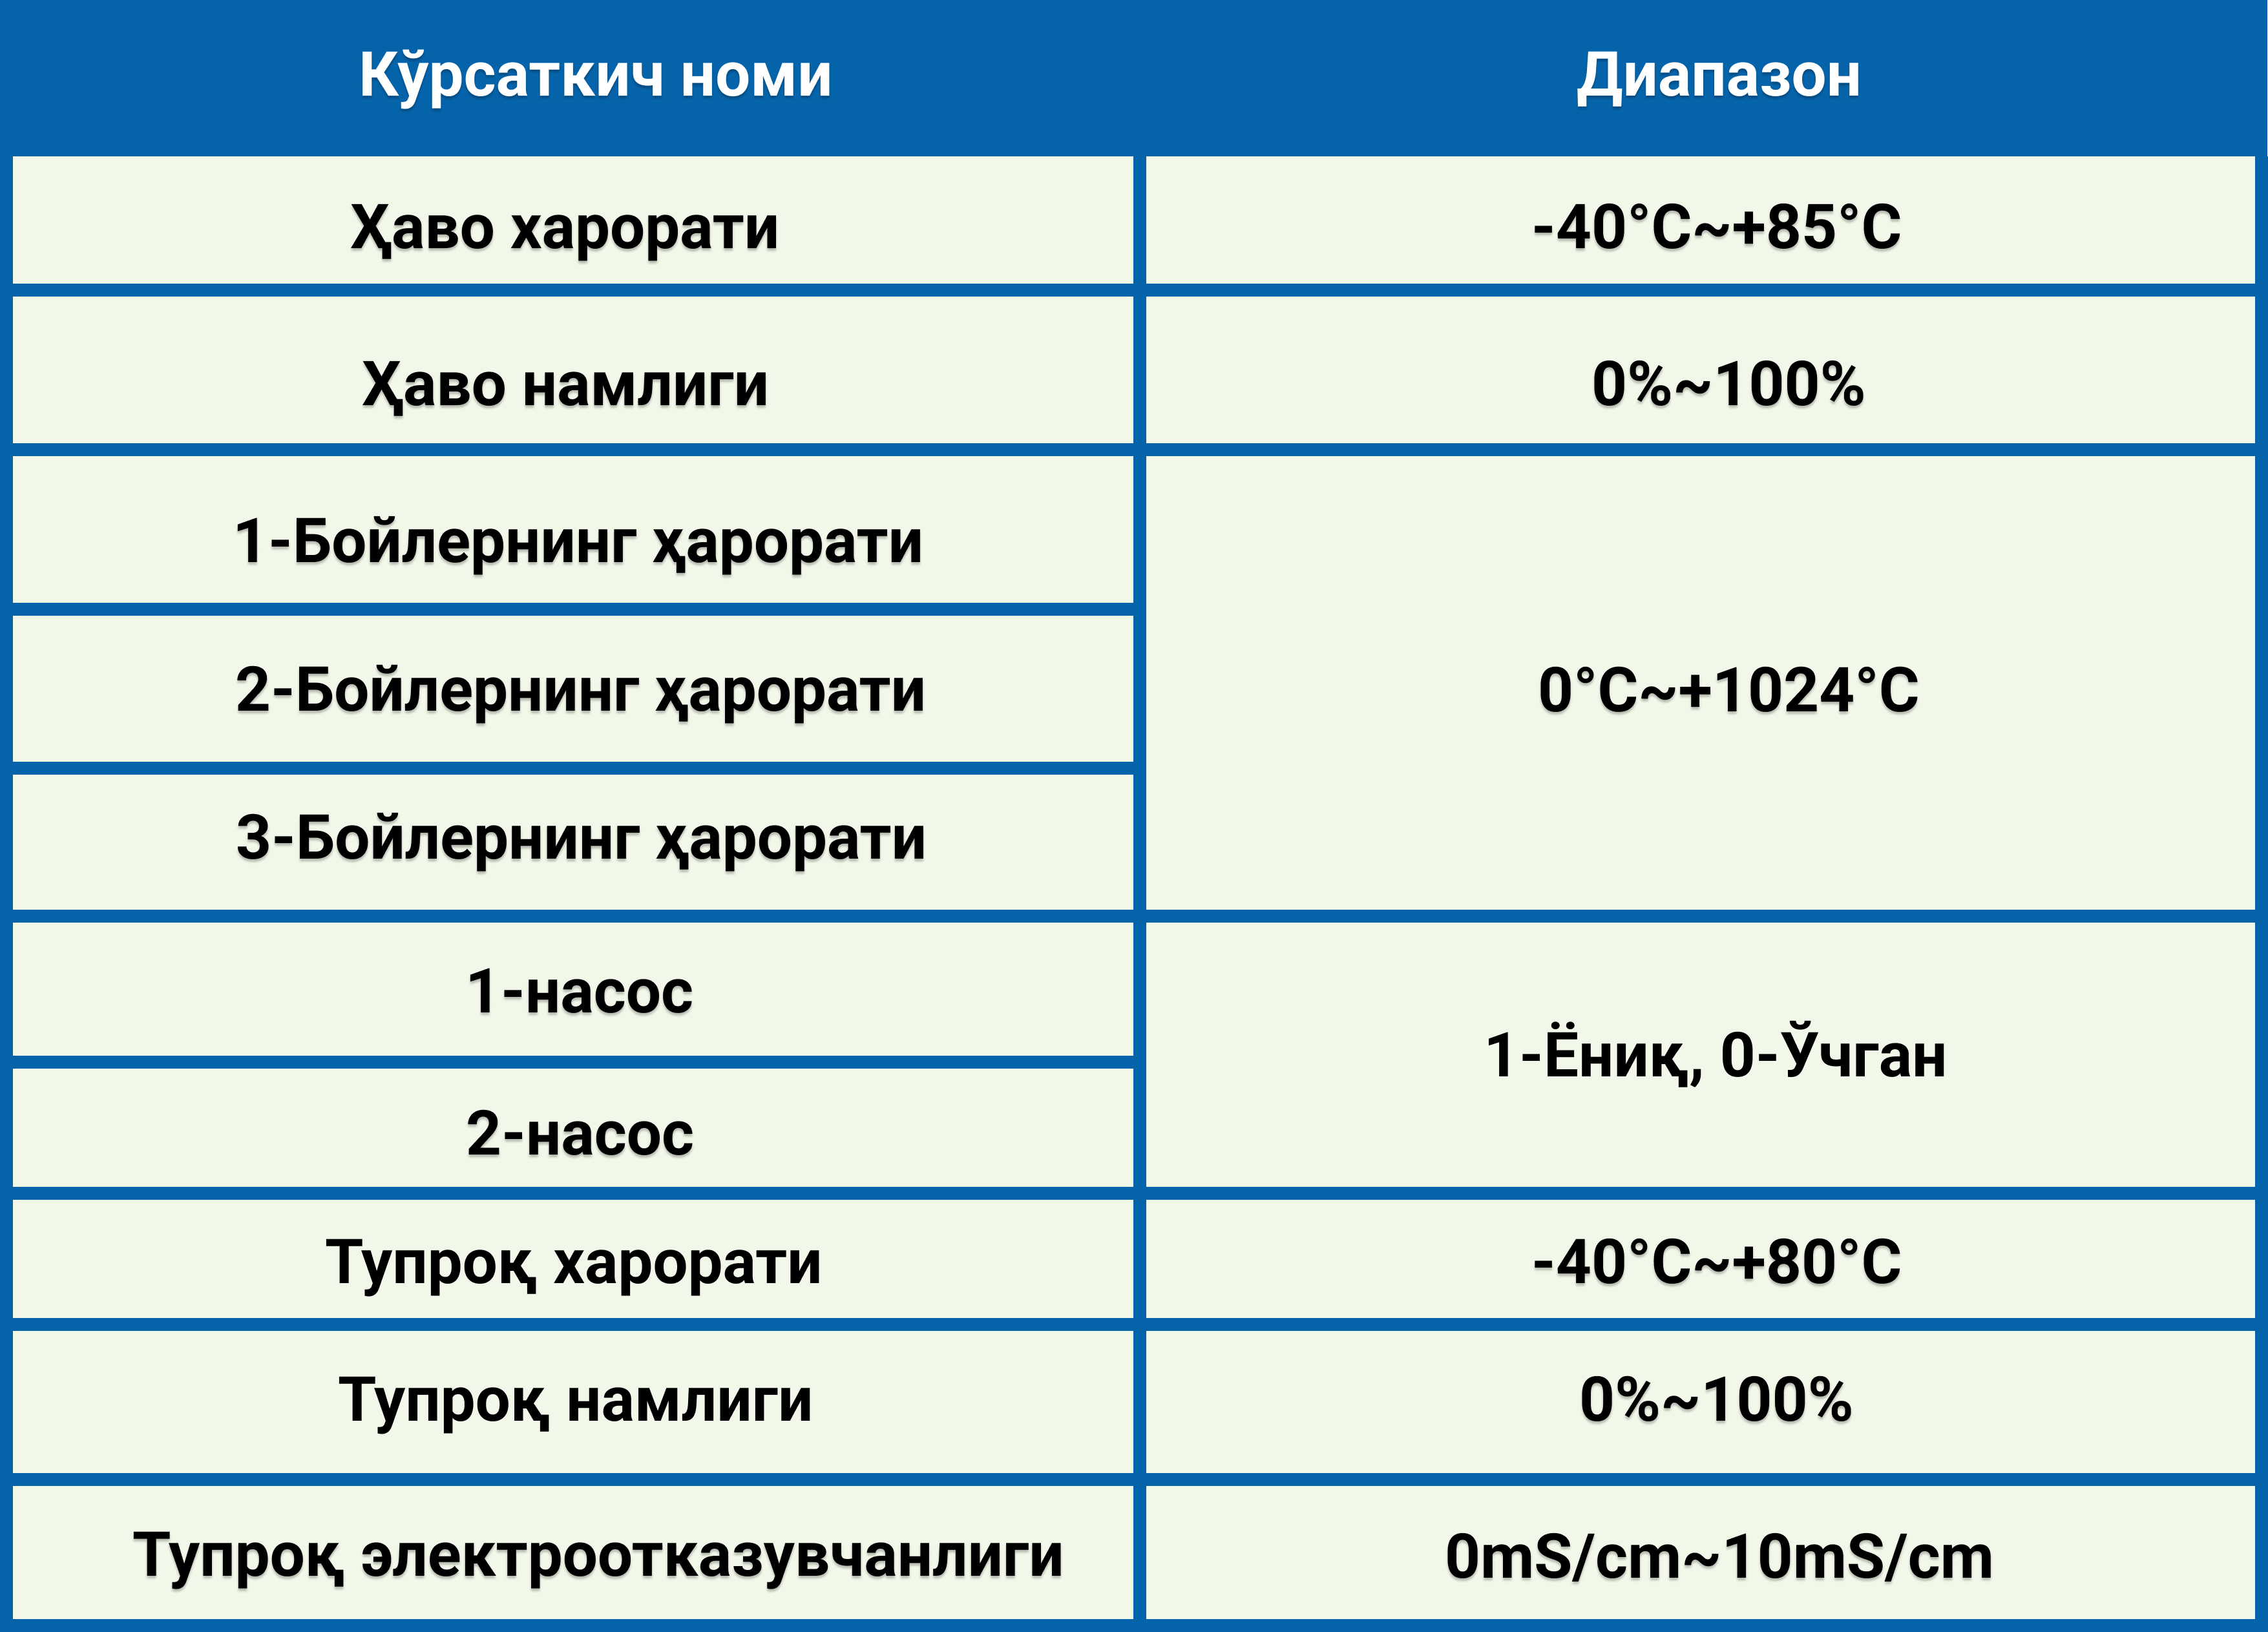 Кўрсаткич номи Диапазон
Ҳаво харорати -40°C~+85°C
Ҳаво намлиги 0%~100%
1-Бойлернинг ҳарорати
2-Бойлернинг ҳарорати 0°C~+1024°C
3-Бойлернинг ҳарорати
1-насос
1-Ёниқ, 0-Ўчган
2-насос
Тупроқ харорати -40°C~+80°C
Тупроқ намлиги 0%~100%
Тупроқ электроотказувчанлиги 0mS/cm~10mS/cm